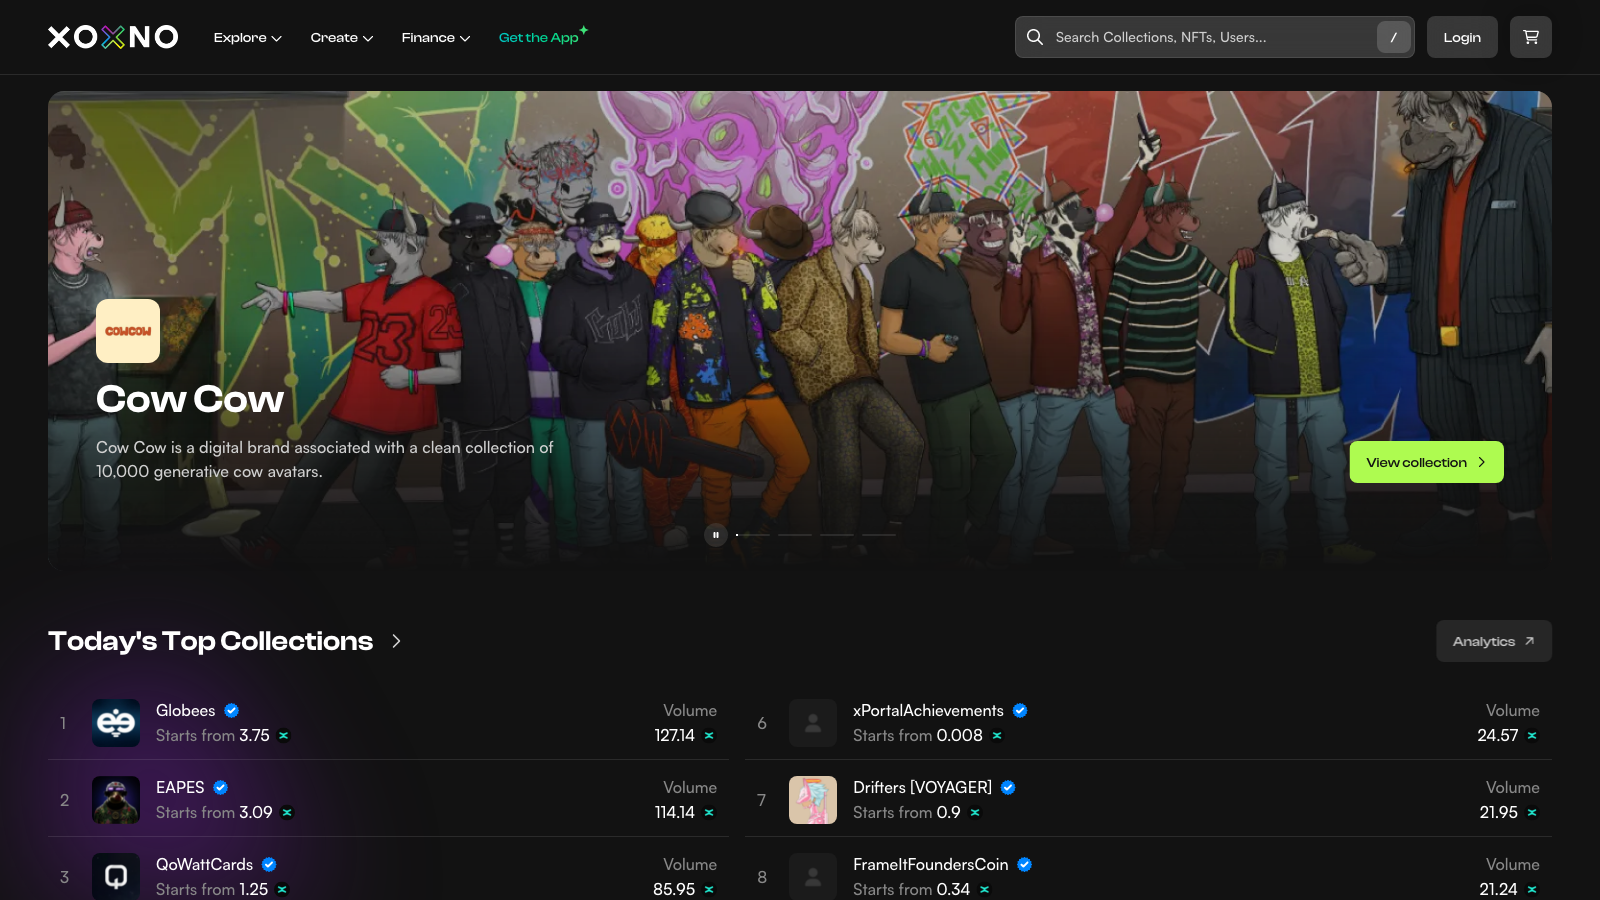 XOXNO
Explore
Create
Finance
Get the App
Search Collections, NFTs, Users...
/
Login
COWCOW
Cow Cow
Cow Cow is a digital brand associated with a clean collection of
10,000 generative cow avatars.
View collection
23
23
COW
Today's Top Collections
Analytics
1
Globees
Starts from 3.75
Volume
127.14
6
xPortalAchievements
Starts from 0.008
Volume
24.57
2
EAPES
Starts from 3.09
Volume
114.14
7
Drifters [VOYAGER]
Starts from 0.9
Volume
21.95
3
QoWattCards
Starts from 1.25
Volume
85.95
8
FrameItFoundersCoin
Starts from 0.34
Volume
21.24